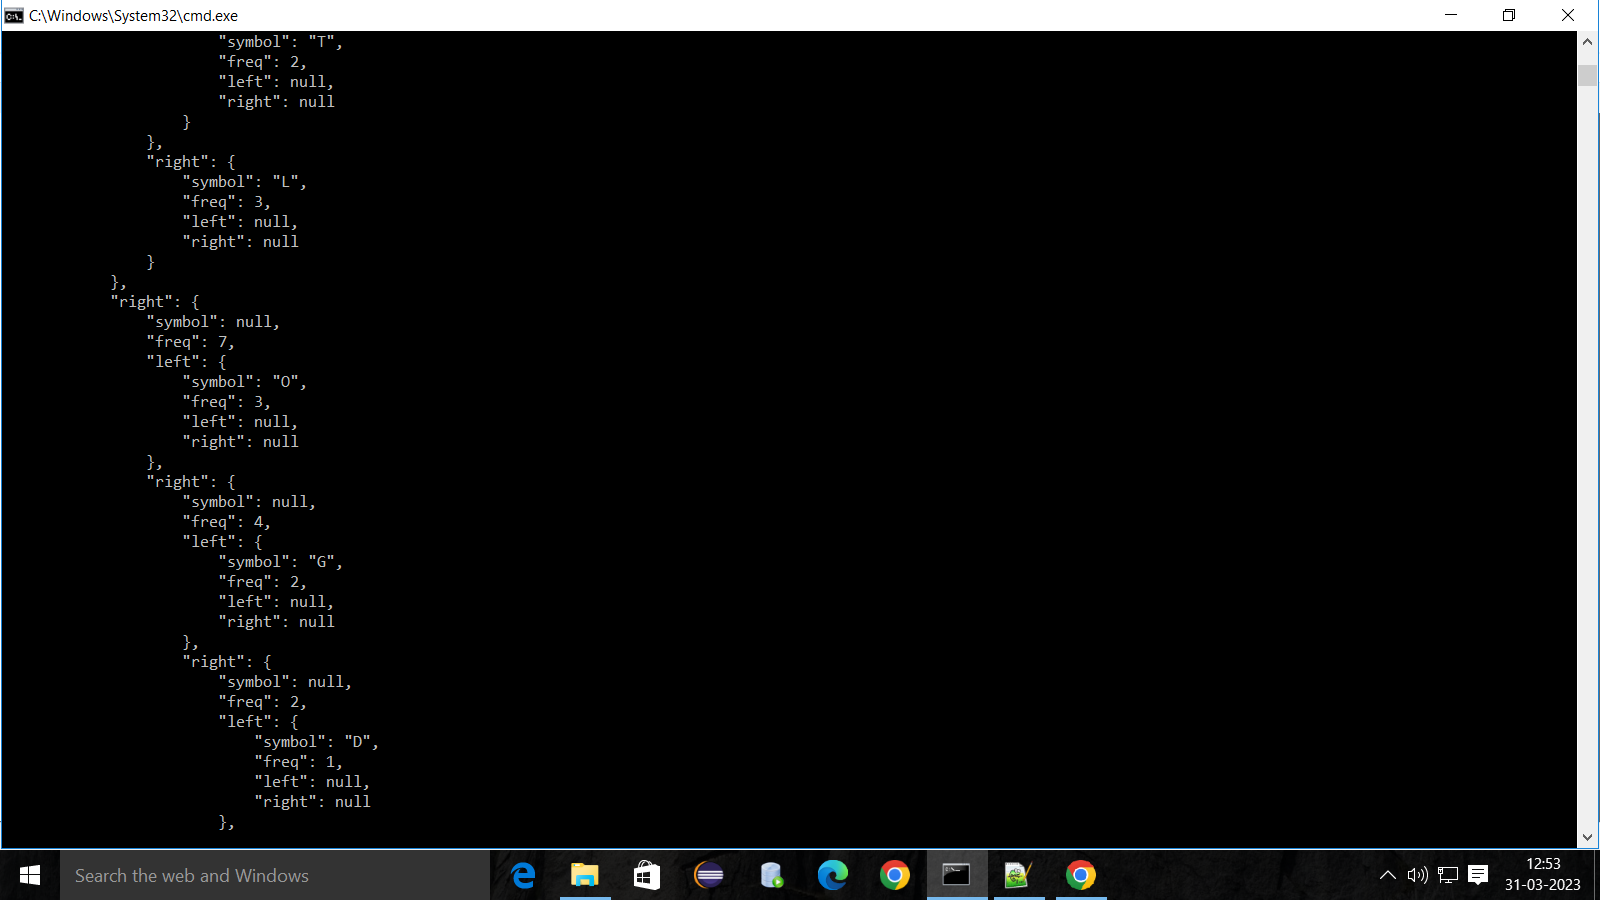 C:\Windows\System32\cmd.exe
"symbol": "T",
"freq": 2,
"left": null,
"right": null
}
},
"right": {
"symbol": "L",
"freq": 3,
"left": null,
"right": null
}
},
"right": {
"symbol": null,
"freq": 7,
"left": {
"symbol": "O",
"freq": 3,
"left": null,
"right": null
},
"right": {
"symbol": null,
"freq": 4,
"left": {
"symbol": "G",
"freq": 2,
"left": null,
"right": null
},
"right": {
"symbol": null,
"freq": 2,
"left": {
"symbol": "D",
"freq": 1,
"left": null,
"right": null
},
Search the web and Windows
12:53
31-03-2023